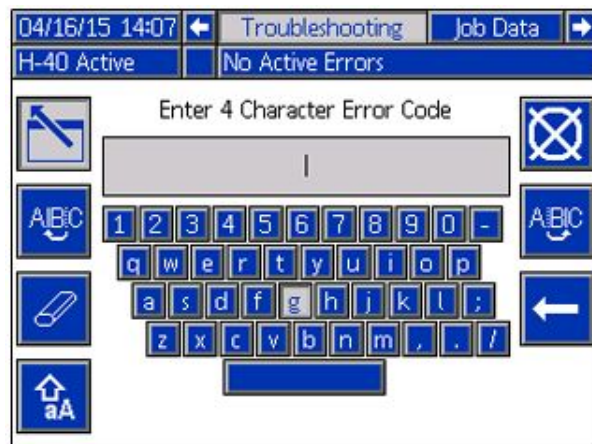 04/16/15 14:07 Troubleshooting Job Data
H-40 Active No Active Errors
Enter 4 Character Error Code
ABC ABC
1 2 3 4 5 6 7 8 9 0 -
q w e r t y u i o p
a s d f g h j k l ;
z x c v b n m , . /
aA